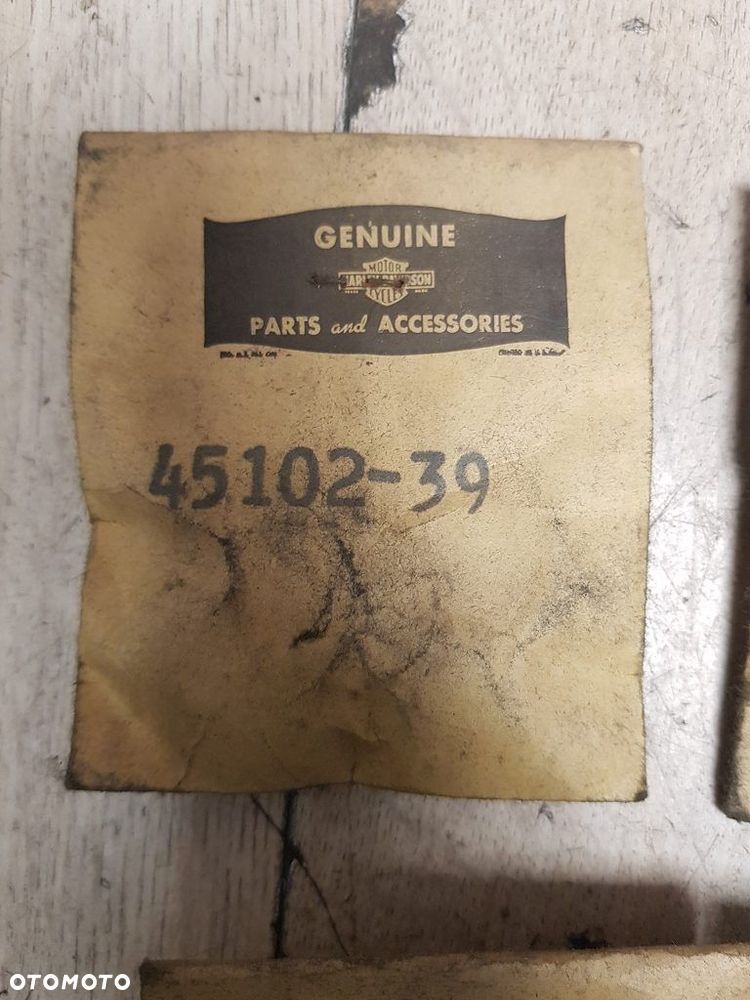 GENUINE
MOTOR
HARLEY-DAVIDSON
CYCLES
PARTS and ACCESSORIES
45102-39
OTOMOTO